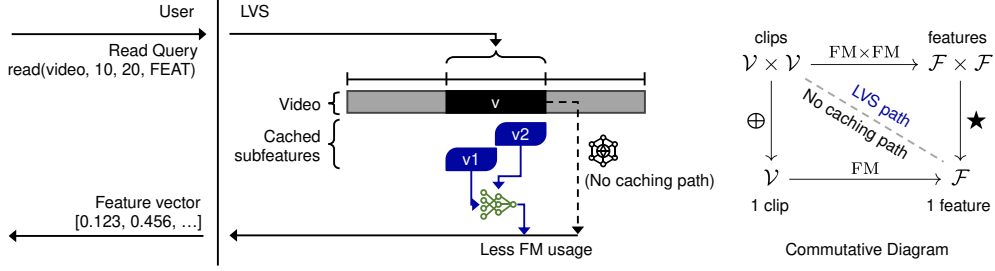 User
LVS
Read Query
read(video, 10, 20, FEAT)
Video
v
Cached
subfeatures
v2
v1
(No caching path)
Feature vector
[0.123, 0.456, …]
Less FM usage
clips
features
𝒱 × 𝒱
FM×FM
ℱ × ℱ
LVS path
No caching path
⊕
★
𝒱
FM
ℱ
1 clip
1 feature
Commutative Diagram